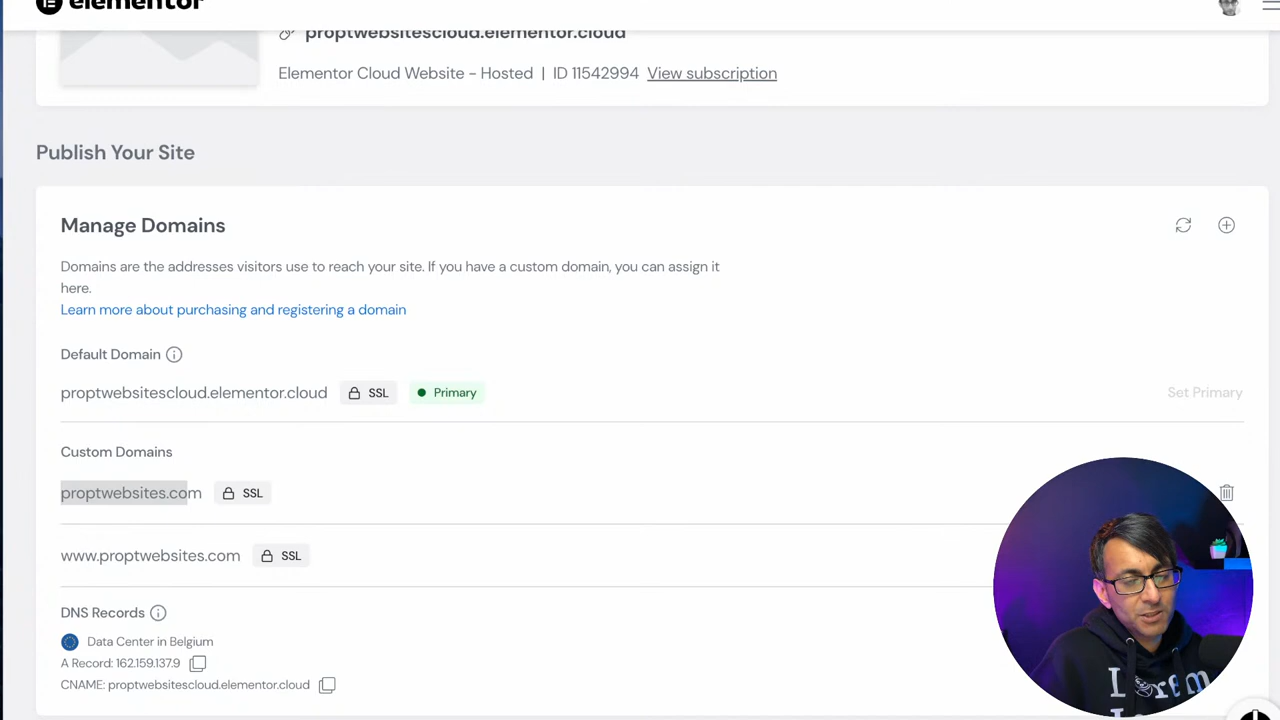 elementor
proptwebsitescloud.elementor.cloud
Elementor Cloud Website - Hosted | ID 11542994 View subscription
Publish Your Site
Manage Domains
Domains are the addresses visitors use to reach your site. If you have a custom domain, you can assign it
here.
Learn more about purchasing and registering a domain
Default Domain
proptwebsitescloud.elementor.cloud SSL Primary Set Primary
Custom Domains
proptwebsites.com SSL
www.proptwebsites.com SSL
DNS Records
Data Center in Belgium
A Record: 162.159.137.9
CNAME: proptwebsitescloud.elementor.cloud